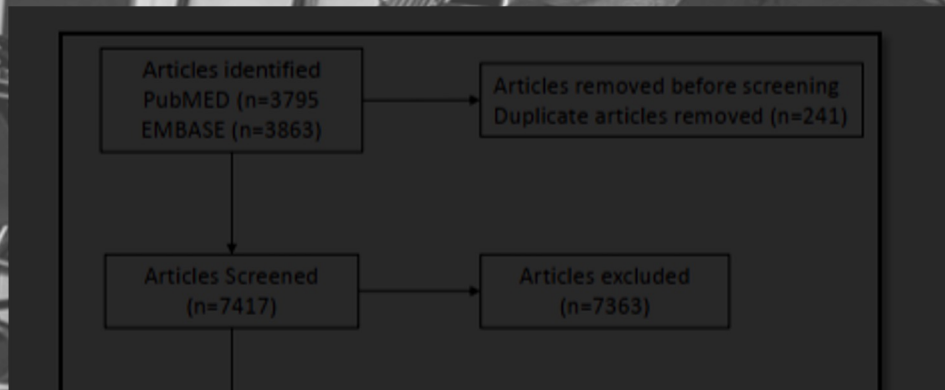 Articles identified
PubMED (n=3795
EMBASE (n=3863)
Articles removed before screening
Duplicate articles removed (n=241)
Articles Screened
(n=7417)
Articles excluded
(n=7363)